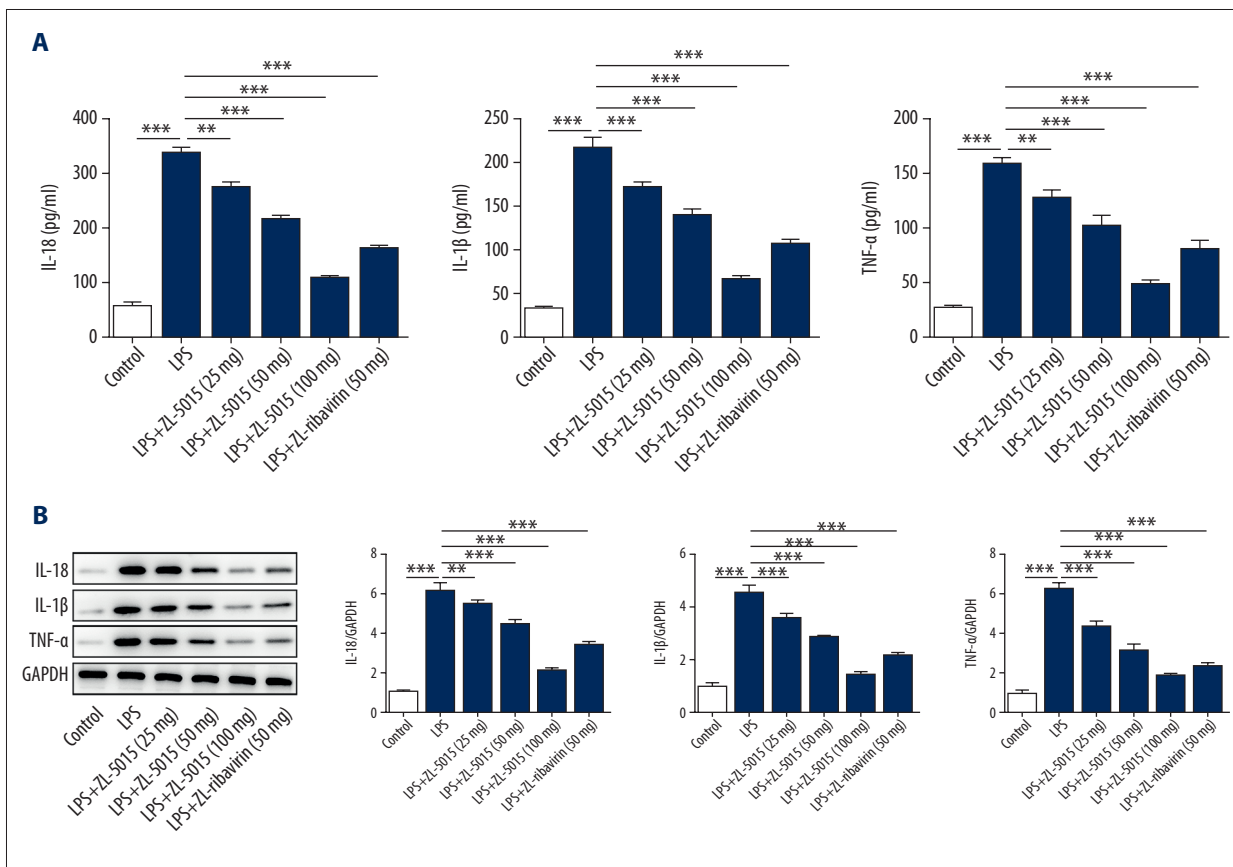 A
***
***
***
***
**
400
300
200
100
0
IL-18 (pg/ml)
Control
LPS
LPS+ZL-5015 (25 mg)
LPS+ZL-5015 (50 mg)
LPS+ZL-5015 (100 mg)
LPS+ZL-ribavirin (50 mg)
***
***
***
***
***
250
200
150
100
50
0
IL-1β (pg/ml)
Control
LPS
LPS+ZL-5015 (25 mg)
LPS+ZL-5015 (50 mg)
LPS+ZL-5015 (100 mg)
LPS+ZL-ribavirin (50 mg)
***
***
***
***
**
200
150
100
50
0
TNF-α (pg/ml)
Control
LPS
LPS+ZL-5015 (25 mg)
LPS+ZL-5015 (50 mg)
LPS+ZL-5015 (100 mg)
LPS+ZL-ribavirin (50 mg)
B
IL-18
IL-1β
TNF-α
GAPDH
Control
LPS
LPS+ZL-5015 (25 mg)
LPS+ZL-5015 (50 mg)
LPS+ZL-5015 (100 mg)
LPS+ZL-ribavirin (50 mg)
***
***
***
***
**
8
6
4
2
0
IL-18/GAPDH
Control
LPS
LPS+ZL-5015 (25 mg)
LPS+ZL-5015 (50 mg)
LPS+ZL-5015 (100 mg)
LPS+ZL-ribavirin (50 mg)
***
***
***
***
***
6
4
2
0
IL-1β/GAPDH
Control
LPS
LPS+ZL-5015 (25 mg)
LPS+ZL-5015 (50 mg)
LPS+ZL-5015 (100 mg)
LPS+ZL-ribavirin (50 mg)
***
***
***
***
***
8
6
4
2
0
TNF-α/GAPDH
Control
LPS
LPS+ZL-5015 (25 mg)
LPS+ZL-5015 (50 mg)
LPS+ZL-5015 (100 mg)
LPS+ZL-ribavirin (50 mg)